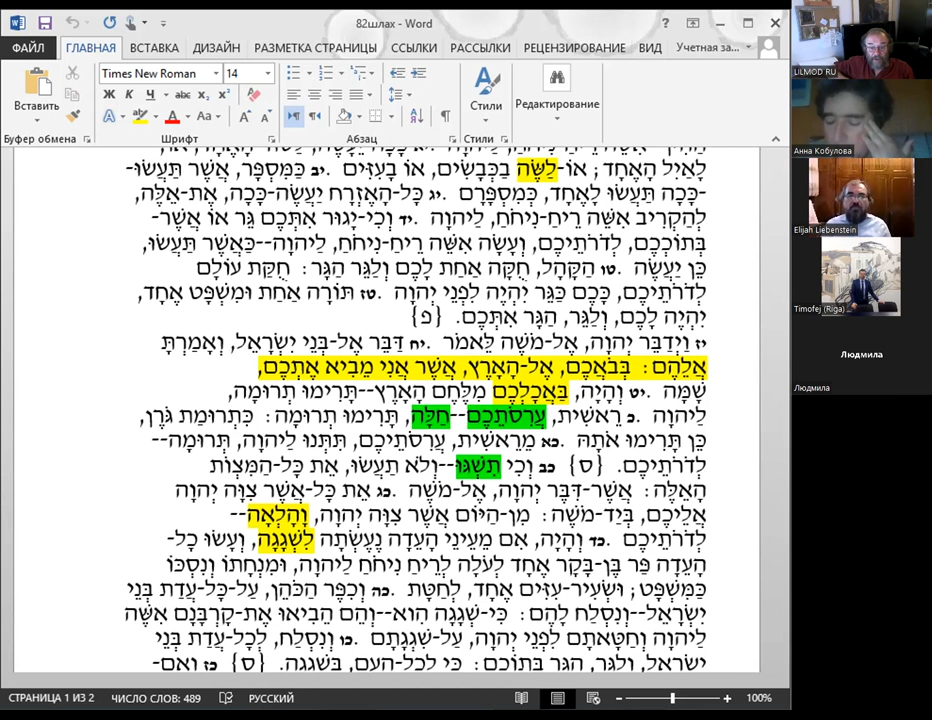 82шлах - Word
ФАЙЛ ГЛАВНАЯ ВСТАВКА ДИЗАЙН РАЗМЕТКА СТРАНИЦЫ ССЫЛКИ РАССЫЛКИ РЕЦЕНЗИРОВАНИЕ ВИД Учетная за...
Times New Roman 14
Вставить
Стили
Редактирование
Буфер обмена Шрифт Абзац Стили
לָאַיִל הָאֶחָד; אוֹ-לַשֶּׂה בַכְּבָשִׂים, אוֹ בָעִזִּים .יב כַּמִּסְפָּר, אֲשֶׁר תַּעֲשׂוּ
-כָּכָה תַּעֲשׂוּ לָאֶחָד, כְּמִסְפָּרָם .יג כָּל-הָאֶזְרָח יַעֲשֶׂה-כָּכָה, אֶת-אֵלֶּה,
לְהַקְרִיב אִשֵּׁה רֵיחַ-נִיחֹחַ, לַיהוָה .יד וְכִי-יָגוּר אִתְּכֶם גֵּר אוֹ אֲשֶׁר-
בְּתוֹכְכֶם, לְדֹרֹתֵיכֶם, וְעָשָׂה אִשֵּׁה רֵיחַ-נִיחֹחַ, לַיהוָה--כַּאֲשֶׁר תַּעֲשׂוּ,
כֵּן יַעֲשֶׂה .טו הַקָּהָל, חֻקָּה אַחַת לָכֶם וְלַגֵּר הַגָּר: חֻקַּת עוֹלָם
לְדֹרֹתֵיכֶם, כָּכֶם כַּגֵּר יִהְיֶה לִפְנֵי יְהוָה .טז תּוֹרָה אַחַת וּמִשְׁפָּט אֶחָד,
יִהְיֶה לָכֶם, וְלַגֵּר, הַגָּר אִתְּכֶם. {פ}
יז וַיְדַבֵּר יְהוָה, אֶל-מֹשֶׁה לֵּאמֹר .יח דַּבֵּר אֶל-בְּנֵי יִשְׂרָאֵל, וְאָמַרְתָּ
אֲלֵהֶם: בְּבֹאֲכֶם, אֶל-הָאָרֶץ, אֲשֶׁר אֲנִי מֵבִיא אֶתְכֶם,
שָׁמָּה .יט וְהָיָה, בַּאֲכָלְכֶם מִלֶּחֶם הָאָרֶץ--תָּרִימוּ תְרוּמָה,
לַיהוָה .כ רֵאשִׁית, עֲרִסֹתֵכֶם--חַלָּה, תָּרִימוּ תְרוּמָה: כִּתְרוּמַת גֹּרֶן,
כֵּן תָּרִימוּ אֹתָהּ .כא מֵרֵאשִׁית, עֲרִסֹתֵיכֶם, תִּתְּנוּ לַיהוָה, תְּרוּמָה--
לְדֹרֹתֵיכֶם. {ס} כב וְכִי תִשְׁגּוּ--וְלֹא תַעֲשׂוּ, אֵת כָּל-הַמִּצְוֺת
הָאֵלֶּה: אֲשֶׁר-דִּבֶּר יְהוָה, אֶל-מֹשֶׁה .כג אֵת כָּל-אֲשֶׁר צִוָּה יְהוָה
אֲלֵיכֶם, בְּיַד-מֹשֶׁה: מִן-הַיּוֹם אֲשֶׁר צִוָּה יְהוָה, וָהָלְאָה--
לְדֹרֹתֵיכֶם .כד וְהָיָה, אִם מֵעֵינֵי הָעֵדָה נֶעֶשְׂתָה לִשְׁגָגָה, וְעָשׂוּ כָל-
הָעֵדָה פַּר בֶּן-בָּקָר אֶחָד לְעֹלָה לְרֵיחַ נִיחֹחַ לַיהוָה, וּמִנְחָתוֹ וְנִסְכּוֹ
כַּמִּשְׁפָּט; וּשְׂעִיר-עִזִּים אֶחָד, לְחַטָּת .כה וְכִפֶּר הַכֹּהֵן, עַל-כָּל-עֲדַת בְּנֵי
יִשְׂרָאֵל--וְנִסְלַח לָהֶם: כִּי-שְׁגָגָה הִוא--וְהֵם הֵבִיאוּ אֶת-קָרְבָּנָם אִשֶּׁה
לַיהוָה וְחַטָּאתָם לִפְנֵי יְהוָה, עַל-שִׁגְגָתָם .כו וְנִסְלַח, לְכָל-עֲדַת בְּנֵי
יִשְׂרָאֵל, וְלַגֵּר, הַגָּר בְּתוֹכָם: כִּי לְכָל-הָעָם, בִּשְׁגָגָה. {ס} כז וְאִם-
СТРАНИЦА 1 ИЗ 2 ЧИСЛО СЛОВ: 489 РУССКИЙ 100%
LILMOD RU
Анна Кобулова
Elijah Liebenstein
Timofej (Riga)
Людмила
Людмила